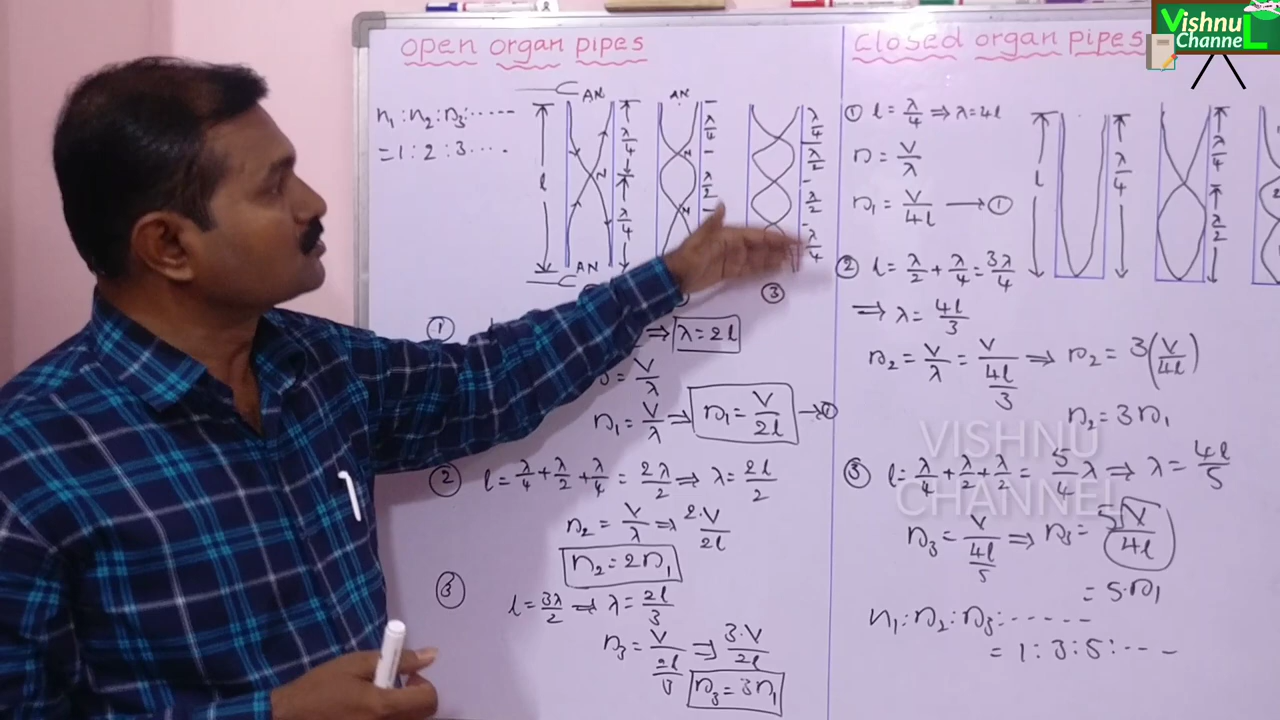 Vishnu
Channel
open organ pipes
n₁ : n₂ : n₃ : ......
= 1 : 2 : 3 ....
AN
AN
l
λ/4
N
λ/4
AN
λ/4
N
λ/2
N
λ/4
λ/2
λ/2
λ/4
③
①
⇒ λ = 2l
= V/λ
n₁ = V/λ ⇒ n₁ = V/2l → ①
② l = λ/4 + λ/2 + λ/4 = 2λ/2 ⇒ λ = 2l/2
n₂ = V/λ ⇒ 2·V/2l
n₂ = 2n₁
③
l = 3λ/2 ⇒ λ = 2l/3
n₃ = V/(2l/3) ⇒ 3·V/2l
n₃ = 3n₁
closed organ pipes
① l = λ/4 ⇒ λ = 4l
n = V/λ
n₁ = V/4l → ①
l
λ/4
λ/4
λ/2
② l = λ/2 + λ/4 = 3λ/4
⇒ λ = 4l/3
n₂ = V/λ = V/(4l/3) ⇒ n₂ = 3(V/4l)
n₂ = 3n₁
VISHNU
CHANNEL
③ l = λ/4 + λ/2 + λ/2 = 5/4 λ ⇒ λ = 4l/5
n₃ = V/(4l/5) ⇒ n₃ = 5V/4l
= 5·n₁
n₁ : n₂ : n₃ : ......
= 1 : 3 : 5 : ....